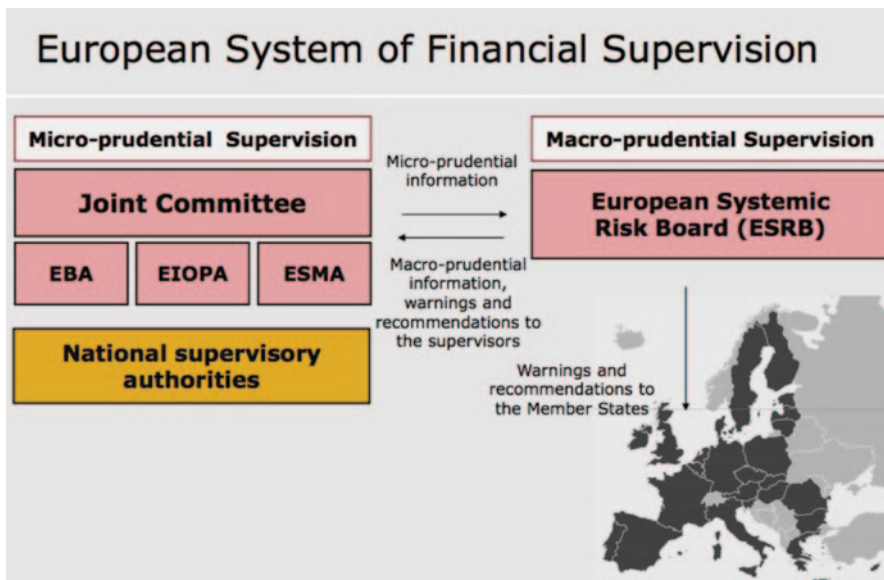 European System of Financial Supervision
Micro-prudential Supervision
Joint Committee
EBA
EIOPA
ESMA
National supervisory
authorities
Micro-prudential
information
Macro-prudential
information,
warnings and
recommendations to
the supervisors
Macro-prudential Supervision
European Systemic
Risk Board (ESRB)
Warnings and
recommendations to
the Member States